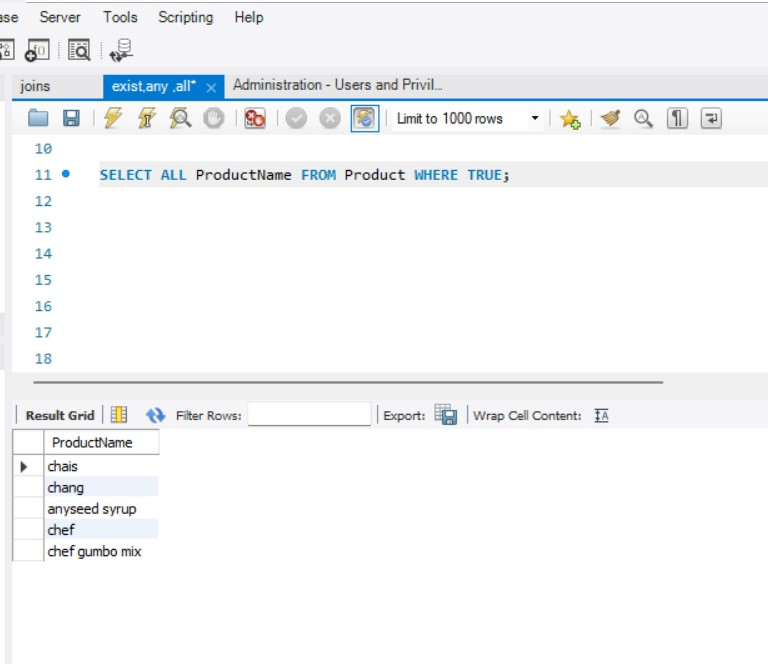 ase Server Tools Scripting Help
joins exist,any ,all* × Administration - Users and Privil...
Limit to 1000 rows
10
11 SELECT ALL ProductName FROM Product WHERE TRUE;
12
13
14
15
16
17
18
Result Grid Filter Rows: Export: Wrap Cell Content: IA
ProductName
chais
chang
anyseed syrup
chef
chef gumbo mix